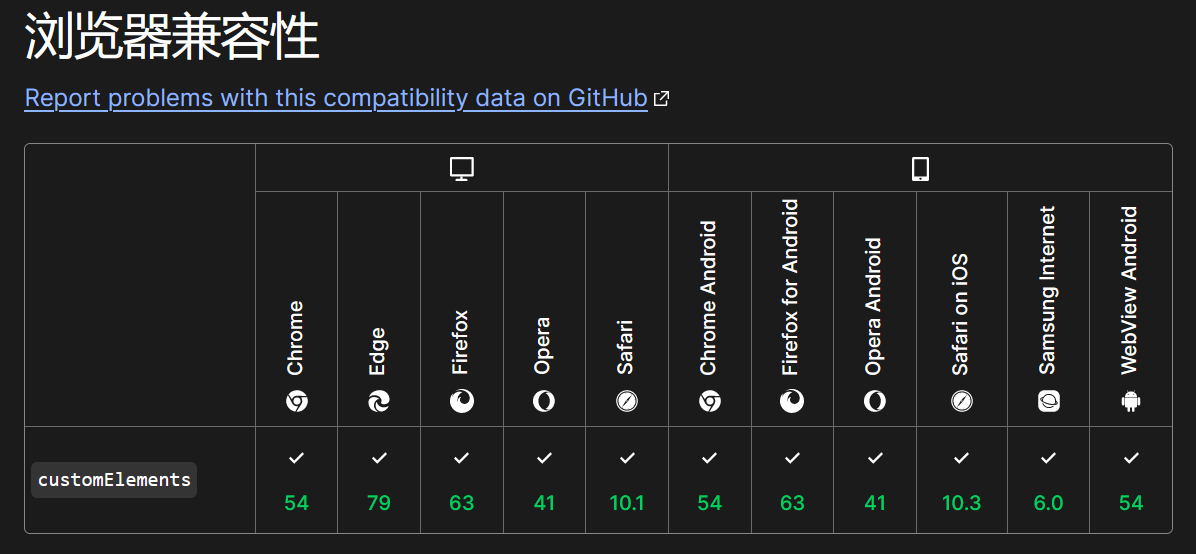 浏览器兼容性
Report problems with this compatibility data on GitHub
Chrome
Edge
Firefox
Opera
Safari
Chrome Android
Firefox for Android
Opera Android
Safari on iOS
Samsung Internet
WebView Android
customElements
54
79
63
41
10.1
54
63
41
10.3
6.0
54